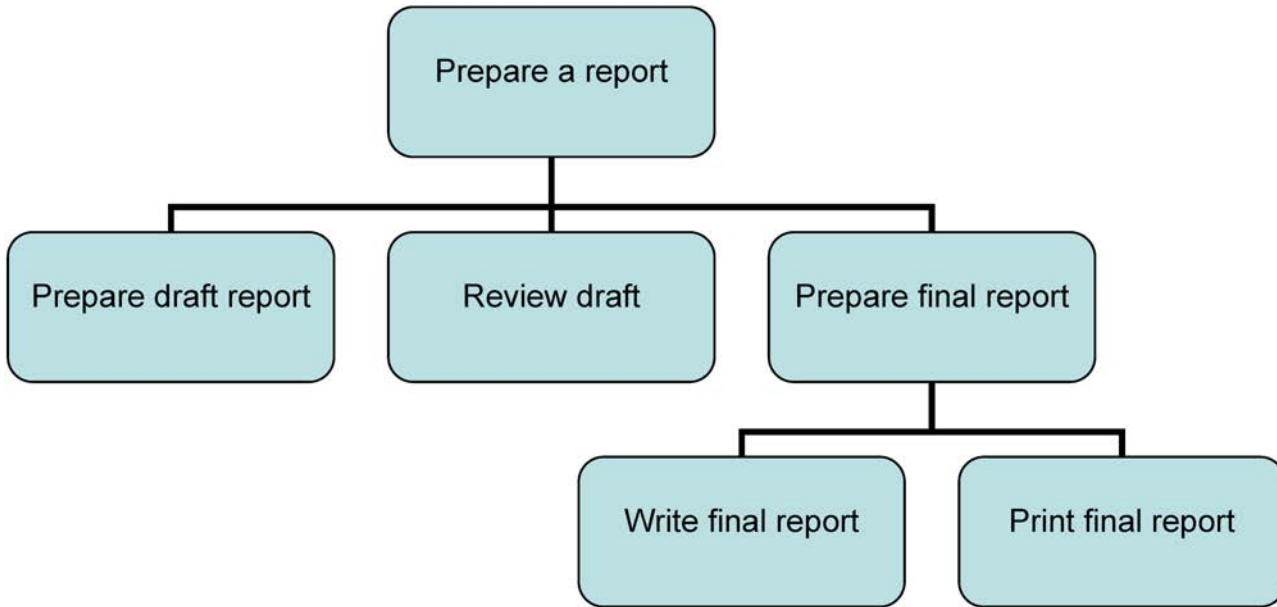 Prepare a report
Prepare draft report
Review draft
Prepare final report
Write final report
Print final report